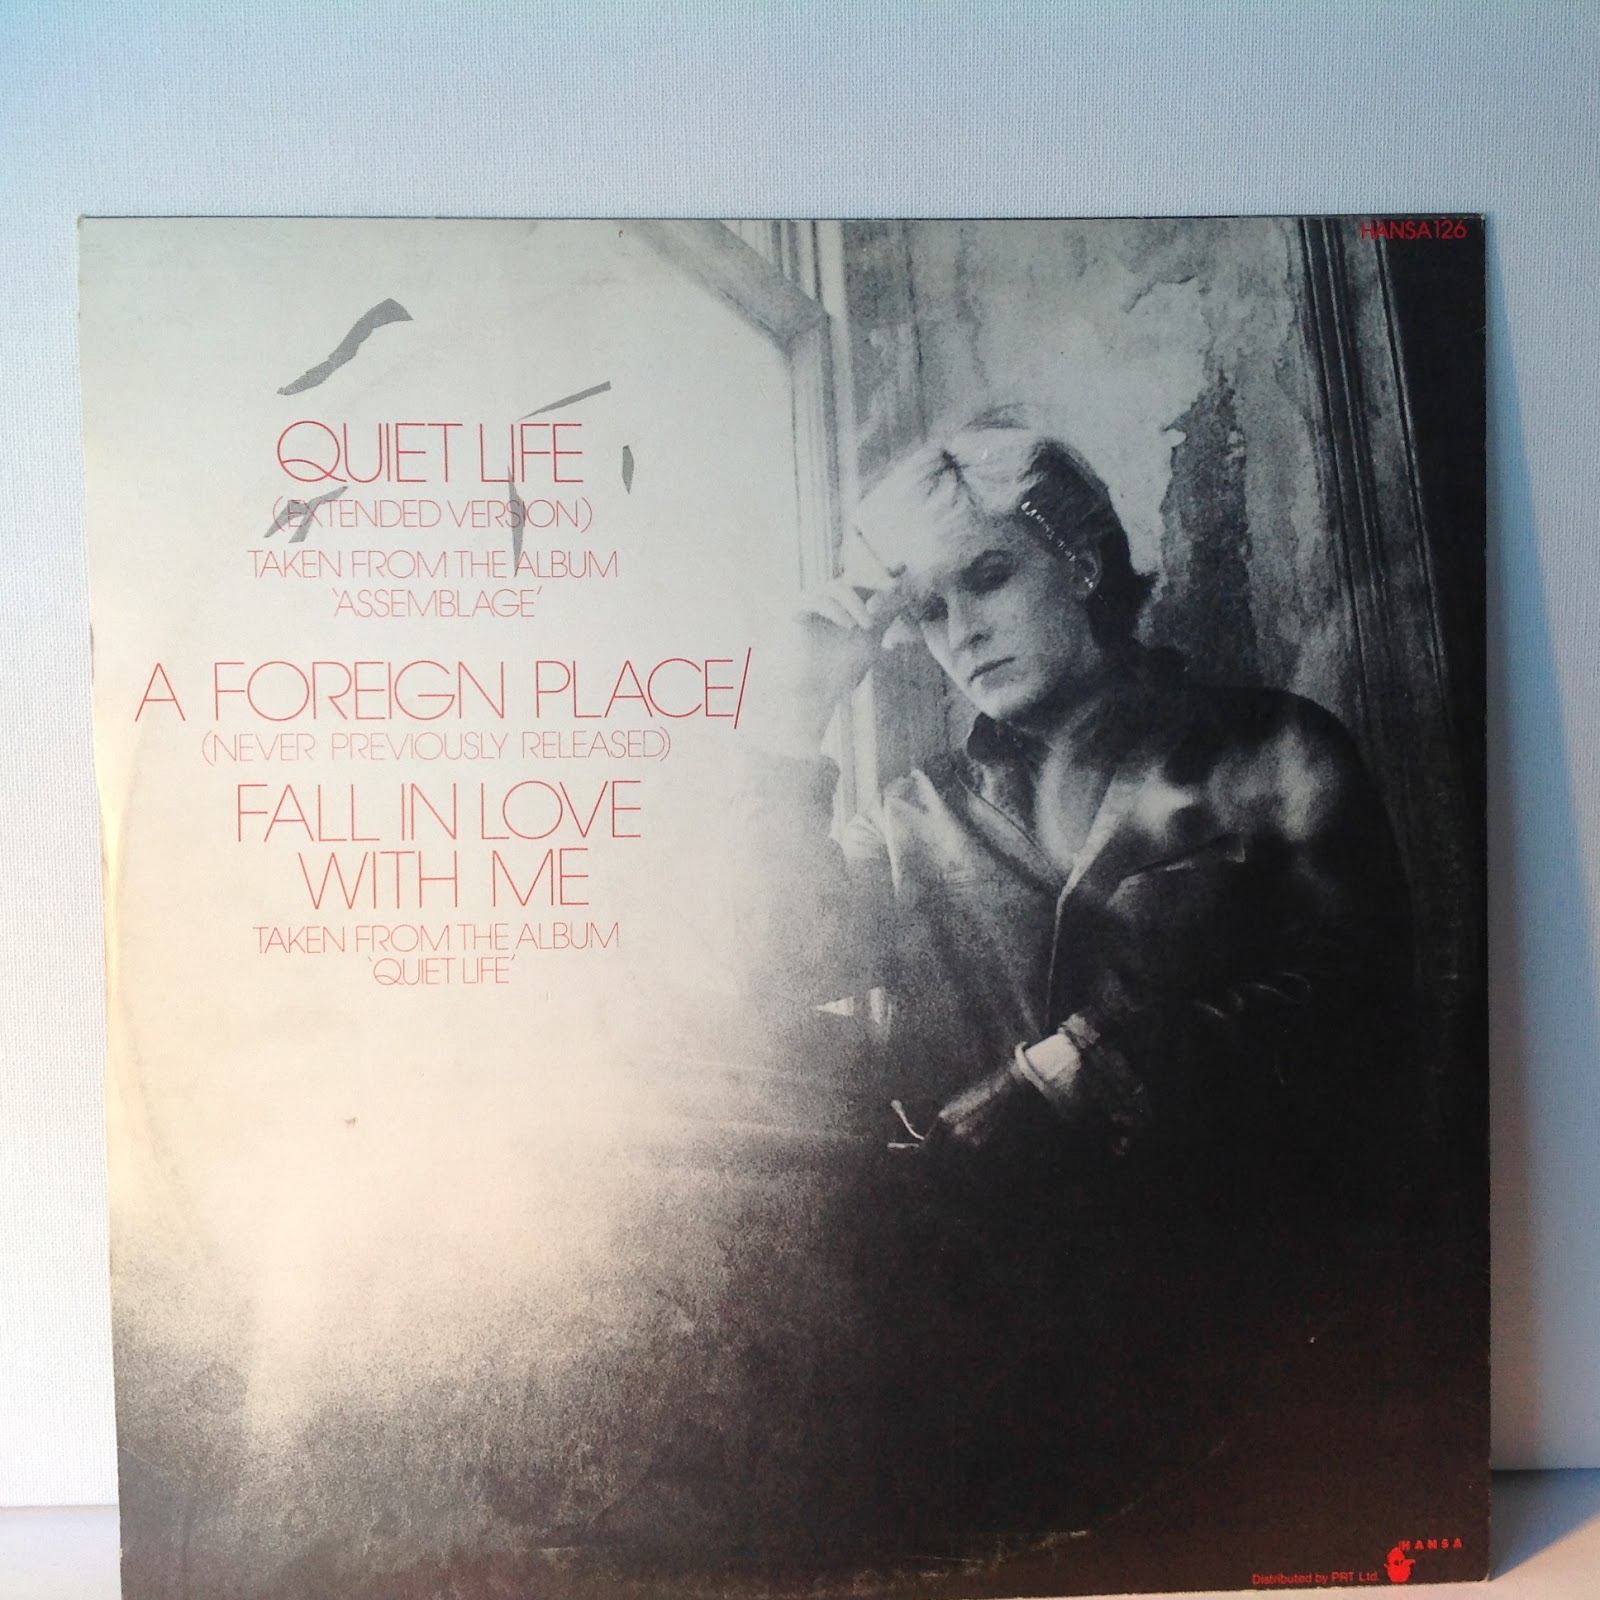 HANSA 126
QUIET LIFE
(EXTENDED VERSION)
TAKEN FROM THE ALBUM
'ASSEMBLAGE'
A FOREIGN PLACE/
(NEVER PREVIOUSLY RELEASED)
FALL IN LOVE
WITH ME
TAKEN FROM THE ALBUM
'QUIET LIFE'
HANSA
Distributed by PRT Ltd.